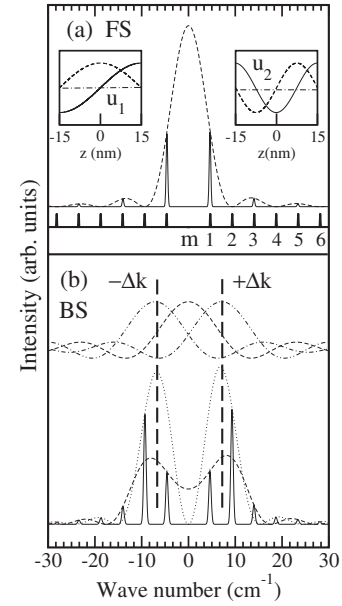 (a) FS
u1
u2
-15 0 15
-15 0 15
z(nm)
z(nm)
m 1 2 3 4 5 6
(b)
−Δk
+Δk
BS
Intensity (arb. units)
-30 -20 -10 0 10 20 30
Wave number (cm-1)